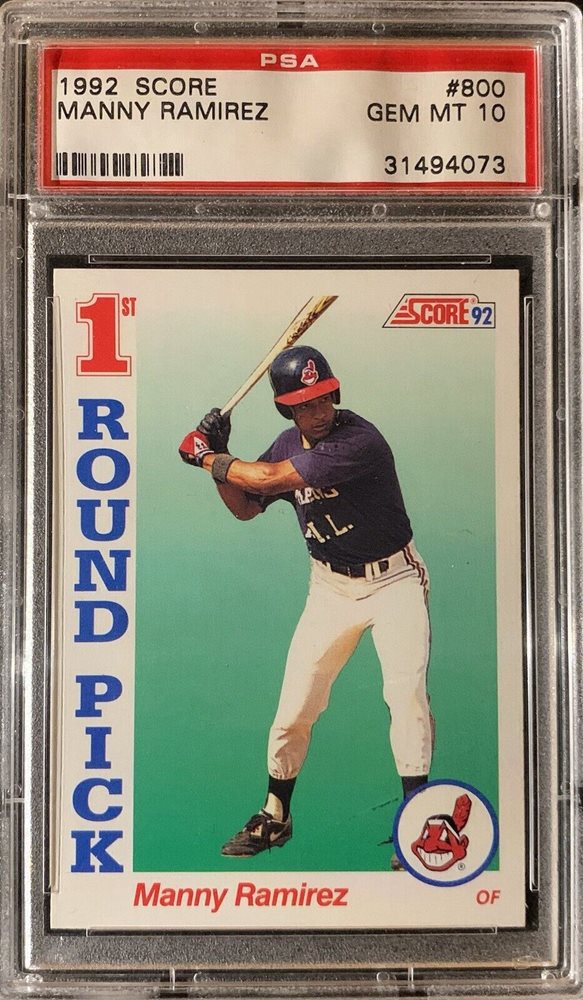 PSA
1992 SCORE #800
MANNY RAMIREZ GEM MT 10
31494073
1ST
SCORE® 92
ROUND PICK
Manny Ramirez OF